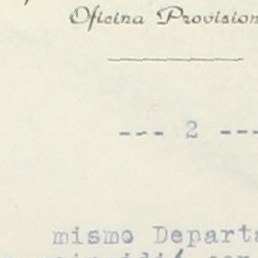 Oficina Provision
--- 2 ---
mismo Departa